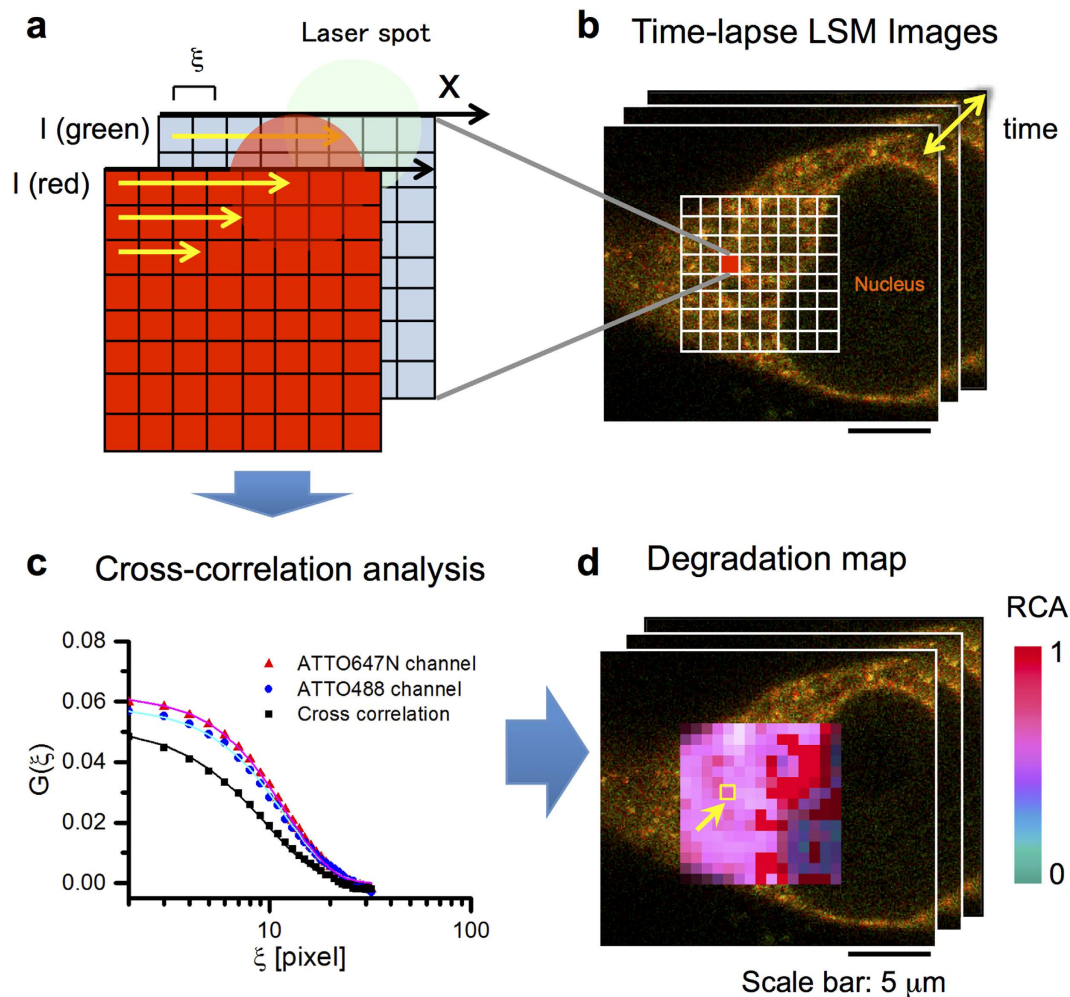 a
Laser spot
ξ
X
I (green)
I (red)
b Time-lapse LSM Images
time
Nucleus
c Cross-correlation analysis
0.08
0.06
0.04
0.02
0.00
G(ξ)
ATTO647N channel
ATTO488 channel
Cross correlation
10
100
ξ [pixel]
d Degradation map
RCA
1
0
Scale bar: 5 μm